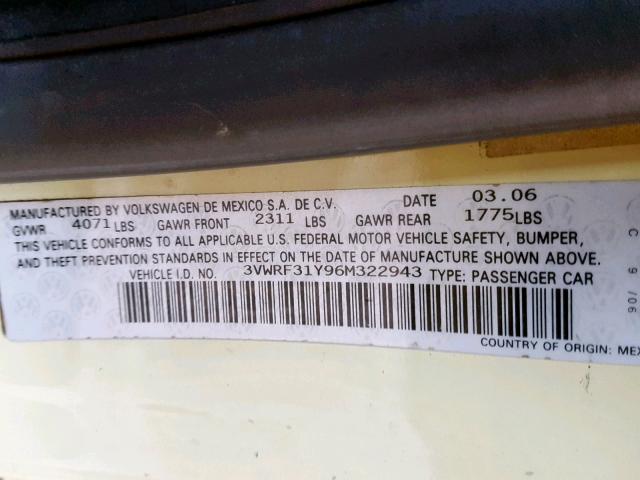 MANUFACTURED BY VOLKSWAGEN DE MEXICO S.A. DE C.V. DATE 03.06
GVWR 4071 LBS GAWR FRONT 2311 LBS GAWR REAR 1775LBS
THIS VEHICLE CONFORMS TO ALL APPLICABLE U.S. FEDERAL MOTOR VEHICLE SAFETY, BUMPER,
AND THEFT PREVENTION STANDARDS IN EFFECT ON THE DATE OF MANUFACTURE SHOWN ABOVE.
VEHICLE I.D. NO. 3VWRF31Y96M322943 TYPE: PASSENGER CAR
COUNTRY OF ORIGIN: MEX
C 9 /06